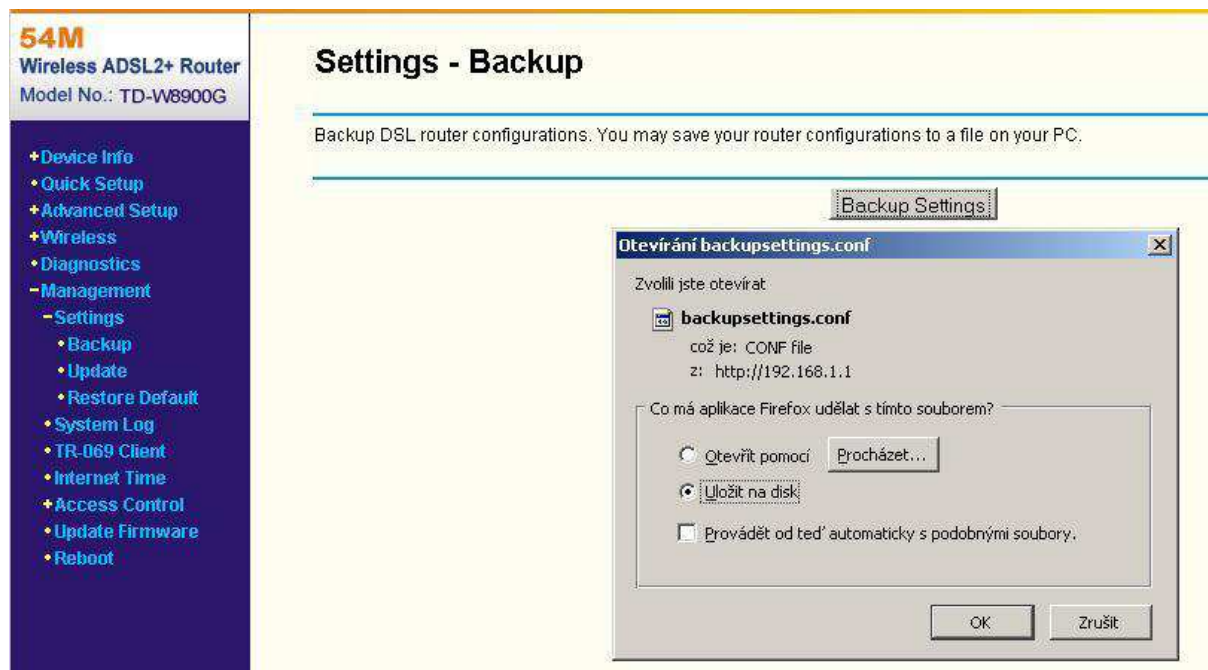 54M
Wireless ADSL2+ Router
Model No.: TD-W8900G
+Device Info
•Quick Setup
+Advanced Setup
+Wireless
•Diagnostics
−Management
−Settings
•Backup
•Update
•Restore Default
•System Log
•TR-069 Client
•Internet Time
+Access Control
•Update Firmware
•Reboot
Settings - Backup
Backup DSL router configurations. You may save your router configurations to a file on your PC.
Backup Settings
Otevírání backupsettings.conf
Zvolili jste otevírat
backupsettings.conf
což je: CONF file
z: http://192.168.1.1
Co má aplikace Firefox udělat s tímto souborem?
Otevřít pomocí Procházet...
Uložit na disk
Provádět od teď automaticky s podobnými soubory.
OK Zrušit